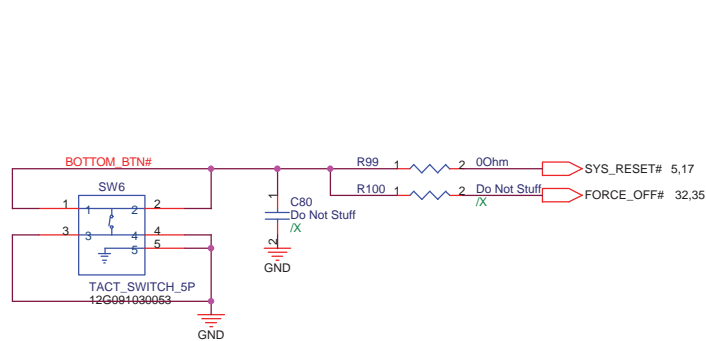 BOTTOM_BTN#
R99 1 2 0Ohm
SYS_RESET# 5,17
SW6
R100 1 2 Do Not Stuff
/X
FORCE_OFF# 32,35
1 1 2 2
1
C80
Do Not Stuff
/X
2
GND
3 3 4 4
5 5
TACT_SWITCH_5P
12G091030053
GND